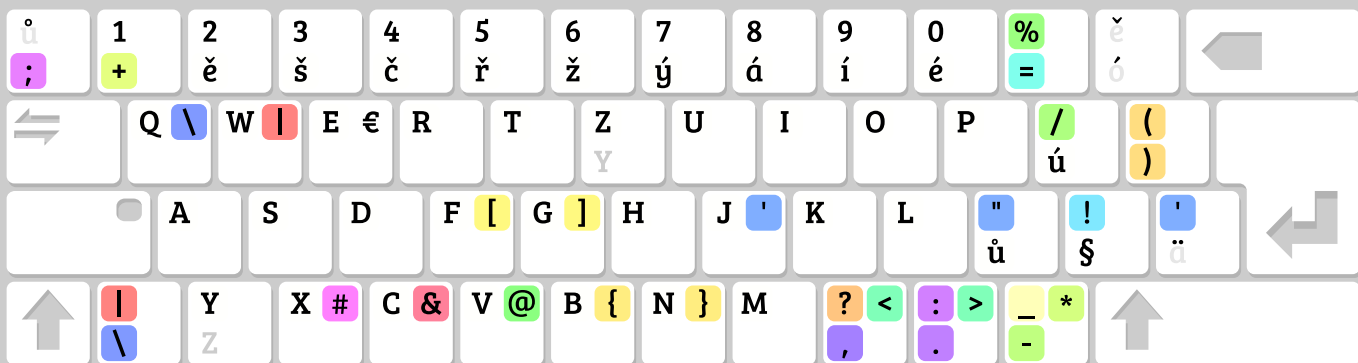 ů 1 2 3 4 5 6 7 8 9 0 % ě
; + ě š č ř ž ý á í é = ó
Q \ W | E € R T Z U I O P / (
Y ú )
A S D F [ G ] H J ' K L " ! '
ů § ä
| Y X # C & V @ B { N } M ? < : > _ *
\ Z , . -